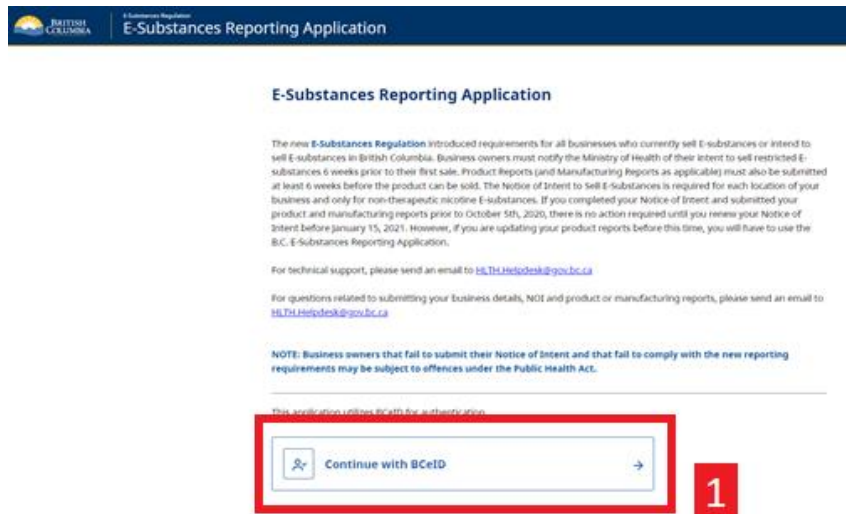 BRITISH
COLUMBIA
E-Substances Regulation
E-Substances Reporting Application
E-Substances Reporting Application
The new E-Substances Regulation introduced requirements for all businesses who currently sell E-substances or intend to
sell E-substances in British Columbia. Business owners must notify the Ministry of Health of their intent to sell restricted E-
substances 6 weeks prior to their first sale. Product Reports (and Manufacturing Reports as applicable) must also be submitted
at least 6 weeks before the product can be sold. The Notice of Intent to Sell E-Substances is required for each location of your
business and only for non-therapeutic nicotine E-substances. If you completed your Notice of Intent and submitted your
product and manufacturing reports prior to October 5th, 2020, there is no action required until you renew your Notice of
Intent before January 15, 2021. However, if you are updating your product reports before this time, you will have to use the
B.C. E-Substances Reporting Application.
For technical support, please send an email to HLTH.Helpdesk@gov.bc.ca
For questions related to submitting your business details, NOI and product or manufacturing reports, please send an email to
HLTH.Helpdesk@gov.bc.ca
NOTE: Business owners that fail to submit their Notice of Intent and that fail to comply with the new reporting
requirements may be subject to offences under the Public Health Act.
This application utilizes BCeID for authentication
Continue with BCeID
1